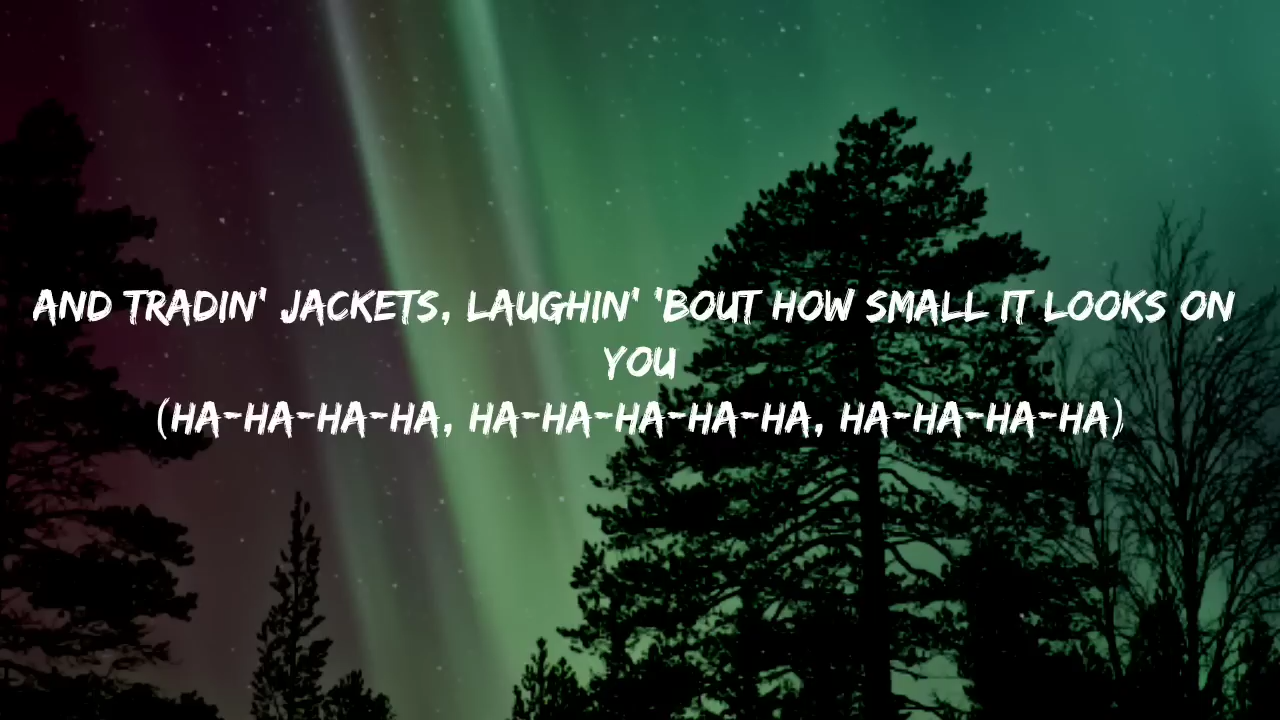 AND TRADIN' JACKETS, LAUGHIN' 'BOUT HOW SMALL IT LOOKS ON
YOU
(HA-HA-HA-HA, HA-HA-HA-HA-HA, HA-HA-HA-HA)